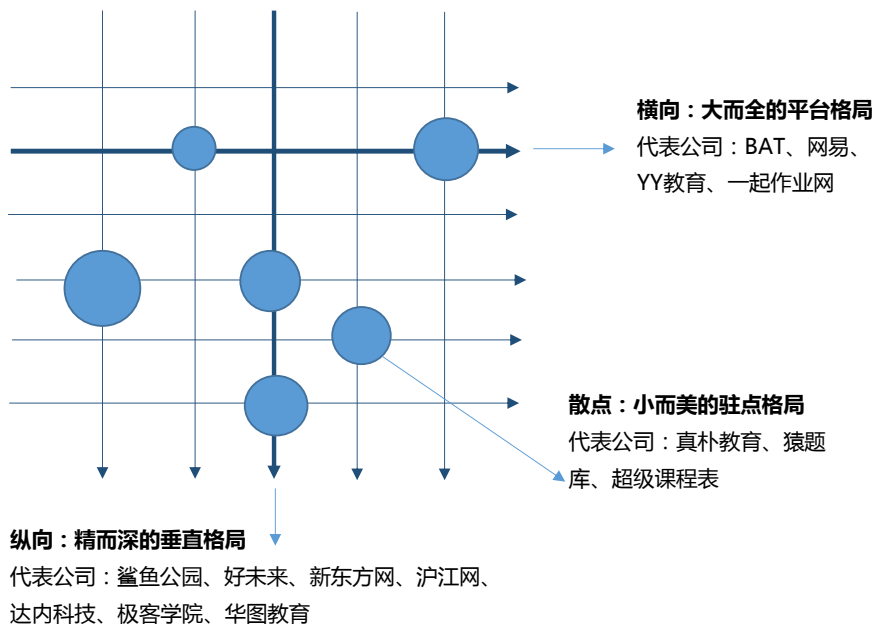 横向：大而全的平台格局
代表公司：BAT、网易、
YY教育、一起作业网
散点：小而美的驻点格局
代表公司：真朴教育、猿题
库、超级课程表
纵向：精而深的垂直格局
代表公司：鲨鱼公园、好未来、新东方网、沪江网、
达内科技、极客学院、华图教育